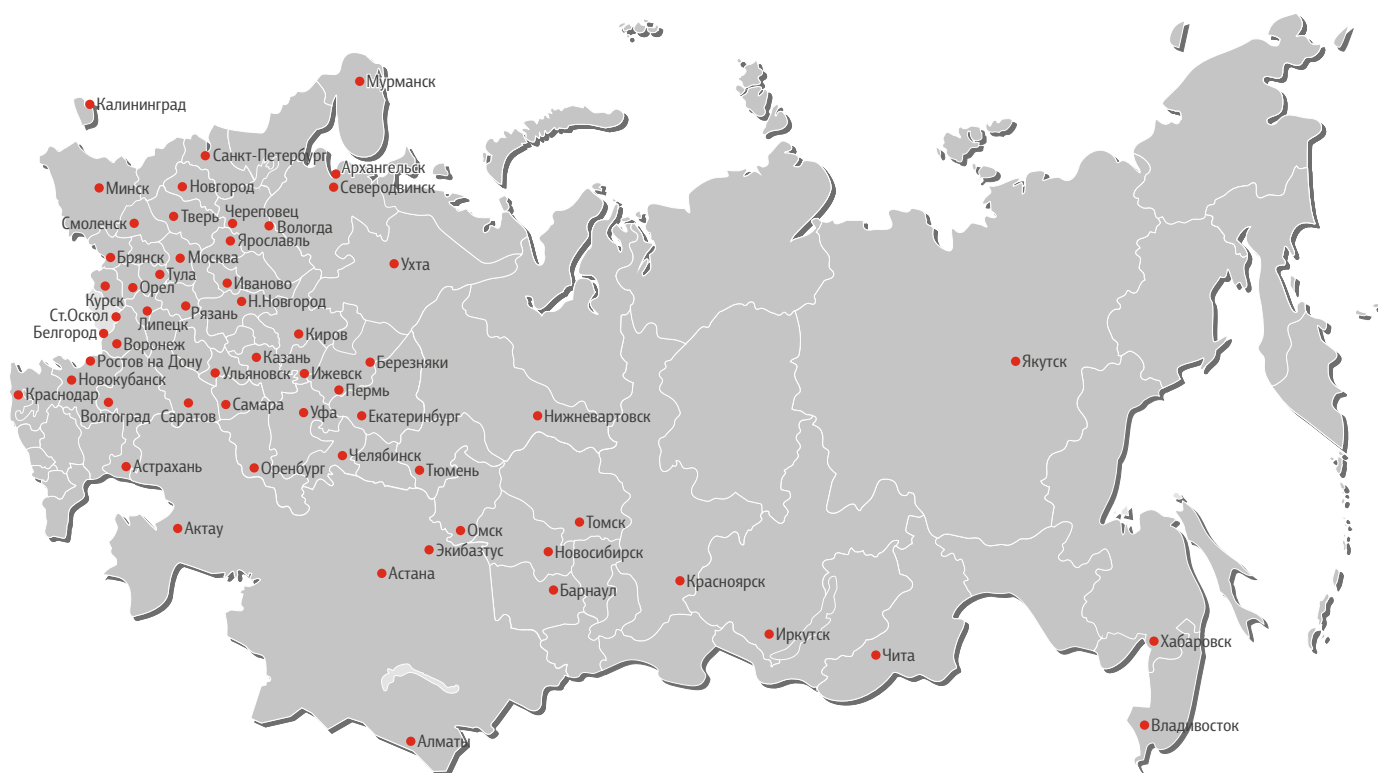 Мурманск
Калининград
Санкт-Петербург
Архангельск
Минск
Новгород
Северодвинск
Смоленск
Тверь
Череповец
Вологда
Ярославль
Брянск
Москва
Ухта
Тула
Орел
Иваново
Курск
Н.Новгород
Рязань
Ст.Оскол
Липецк
Белгород
Киров
Воронеж
Казань
Ростов на Дону
Березняки
Якутск
Ульяновск
Ижевск
Новокубанск
Пермь
Краснодар
Волгоград
Саратов
Самара
Уфа
Екатеринбург
Нижневартовск
Челябинск
Астрахань
Оренбург
Тюмень
Актау
Омск
Томск
Экибазтус
Новосибирск
Астана
Красноярск
Барнаул
Иркутск
Хабаровск
Чита
Владивосток
Алматы